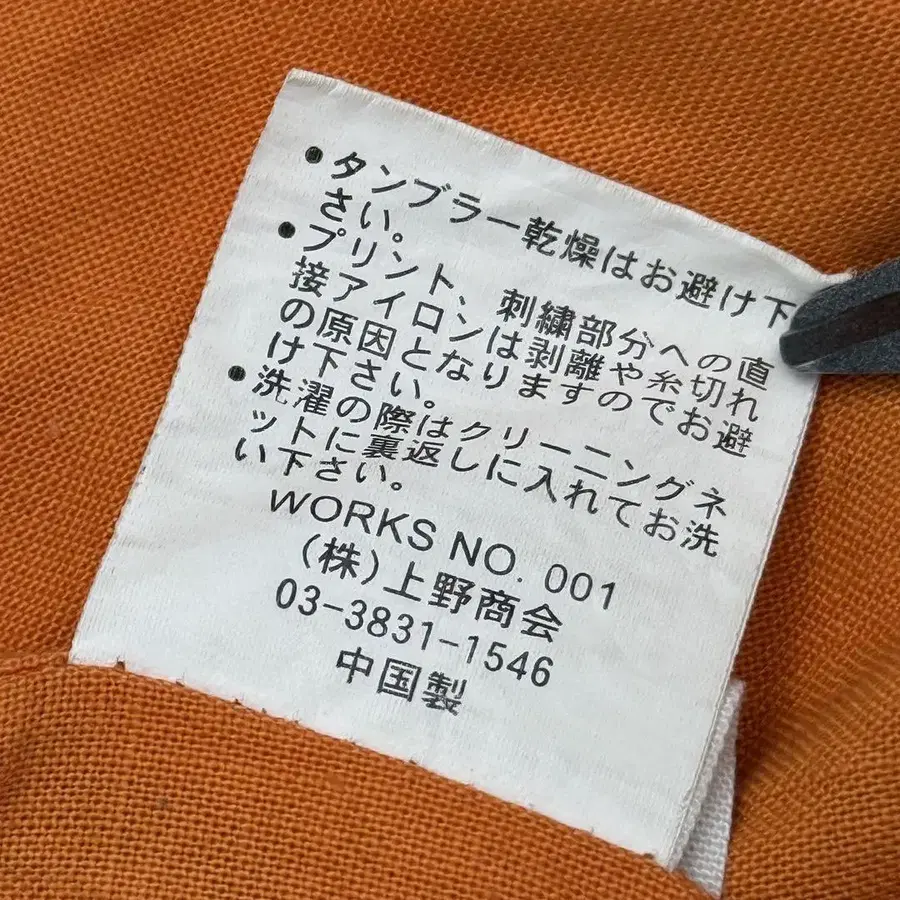 ●タンブラー乾燥はお避け下
さい。
●プリント、刺繍部分への直
接アイロンは剥離や糸切れ
の原因となりますのでお避
け下さい。
●洗濯の際はクリーニングネ
ットに裏返しに入れてお洗
い下さい。
WORKS NO. 001
(株)上野商会
03-3831-1546
中国製